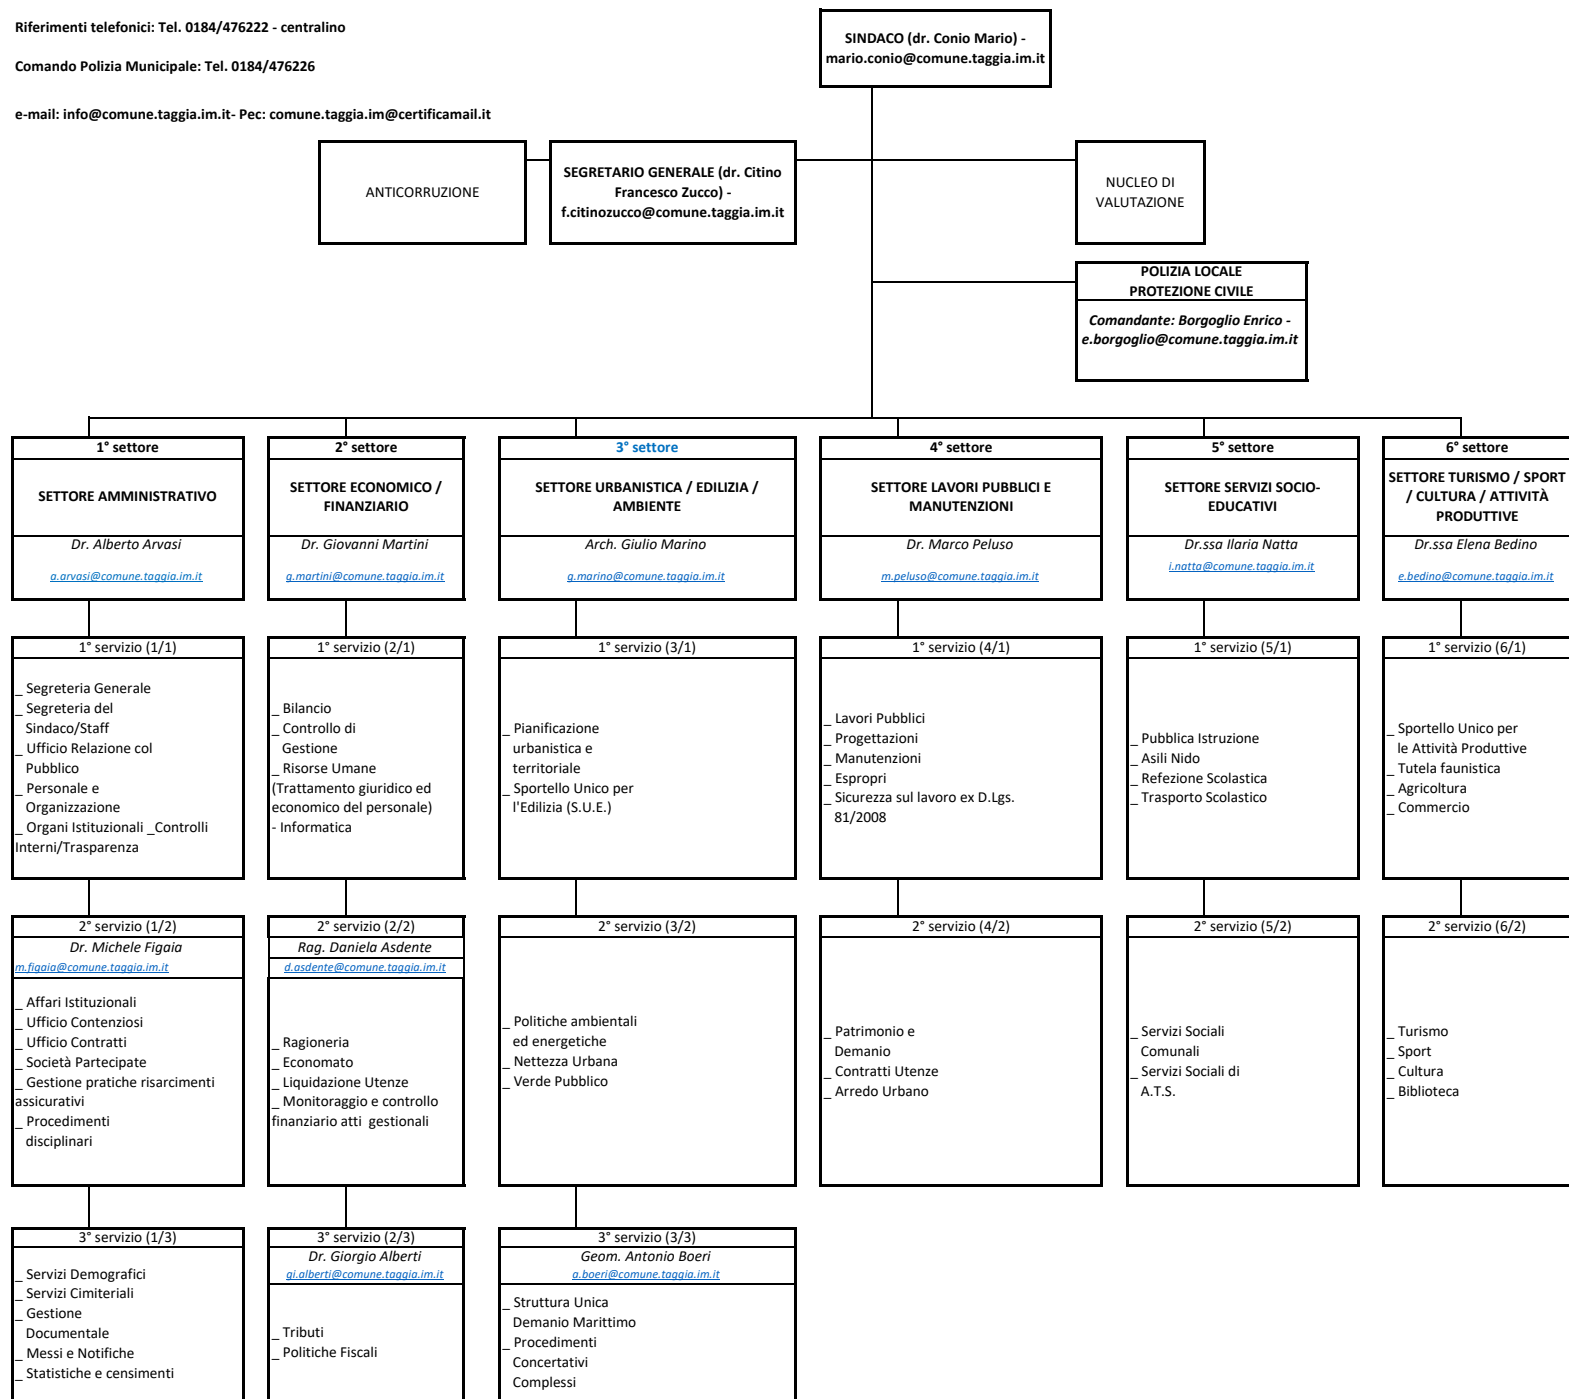 Riferimenti telefonici: Tel. 0184/476222 - centralino
Comando Polizia Municipale: Tel. 0184/476226
e-mail: info@comune.taggia.im.it- Pec: comune.taggia.im@certificamail.it
SINDACO (dr. Conio Mario) -
mario.conio@comune.taggia.im.it
ANTICORRUZIONE
SEGRETARIO GENERALE (dr. Citino
Francesco Zucco) -
f.citinozucco@comune.taggia.im.it
NUCLEO DI
VALUTAZIONE
POLIZIA LOCALE
PROTEZIONE CIVILE
Comandante: Borgoglio Enrico -
e.borgoglio@comune.taggia.im.it
1° settore
SETTORE AMMINISTRATIVO
Dr. Alberto Arvasi
a.arvasi@comune.taggia.im.it
2° settore
SETTORE ECONOMICO /
FINANZIARIO
Dr. Giovanni Martini
g.martini@comune.taggia.im.it
3° settore
SETTORE URBANISTICA / EDILIZIA /
AMBIENTE
Arch. Giulio Marino
g.marino@comune.taggia.im.it
4° settore
SETTORE LAVORI PUBBLICI E
MANUTENZIONI
Dr. Marco Peluso
m.peluso@comune.taggia.im.it
5° settore
SETTORE SERVIZI SOCIO-
EDUCATIVI
Dr.ssa Ilaria Natta
i.natta@comune.taggia.im.it
6° settore
SETTORE TURISMO / SPORT
/ CULTURA / ATTIVITÀ
PRODUTTIVE
Dr.ssa Elena Bedino
e.bedino@comune.taggia.im.it
1° servizio (1/1)
_ Segreteria Generale
_ Segreteria del
Sindaco/Staff
_ Ufficio Relazione col
Pubblico
_ Personale e
Organizzazione
_ Organi Istituzionali _Controlli
Interni/Trasparenza
1° servizio (2/1)
_ Bilancio
_ Controllo di
Gestione
_ Risorse Umane
(Trattamento giuridico ed
economico del personale)
- Informatica
1° servizio (3/1)
_ Pianificazione
urbanistica e
territoriale
_ Sportello Unico per
l'Edilizia (S.U.E.)
1° servizio (4/1)
_ Lavori Pubblici
_ Progettazioni
_ Manutenzioni
_ Espropri
_ Sicurezza sul lavoro ex D.Lgs.
81/2008
1° servizio (5/1)
_ Pubblica Istruzione
_ Asili Nido
_ Refezione Scolastica
_ Trasporto Scolastico
1° servizio (6/1)
_ Sportello Unico per
le Attività Produttive
_ Tutela faunistica
_ Agricoltura
_ Commercio
2° servizio (1/2)
Dr. Michele Figaia
m.figaia@comune.taggia.im.it
_ Affari Istituzionali
_ Ufficio Contenziosi
_ Ufficio Contratti
_ Società Partecipate
_ Gestione pratiche risarcimenti
assicurativi
_ Procedimenti
disciplinari
2° servizio (2/2)
Rag. Daniela Asdente
d.asdente@comune.taggia.im.it
_ Ragioneria
_ Economato
_ Liquidazione Utenze
_ Monitoraggio e controllo
finanziario atti gestionali
2° servizio (3/2)
_ Politiche ambientali
ed energetiche
_ Nettezza Urbana
_ Verde Pubblico
2° servizio (4/2)
_ Patrimonio e
Demanio
_ Contratti Utenze
_ Arredo Urbano
2° servizio (5/2)
_ Servizi Sociali
Comunali
_ Servizi Sociali di
A.T.S.
2° servizio (6/2)
_ Turismo
_ Sport
_ Cultura
_ Biblioteca
3° servizio (1/3)
_ Servizi Demografici
_ Servizi Cimiteriali
_ Gestione
Documentale
_ Messi e Notifiche
_ Statistiche e censimenti
3° servizio (2/3)
Dr. Giorgio Alberti
gi.alberti@comune.taggia.im.it
_ Tributi
_ Politiche Fiscali
3° servizio (3/3)
Geom. Antonio Boeri
a.boeri@comune.taggia.im.it
_ Struttura Unica
Demanio Marittimo
_ Procedimenti
Concertativi
Complessi